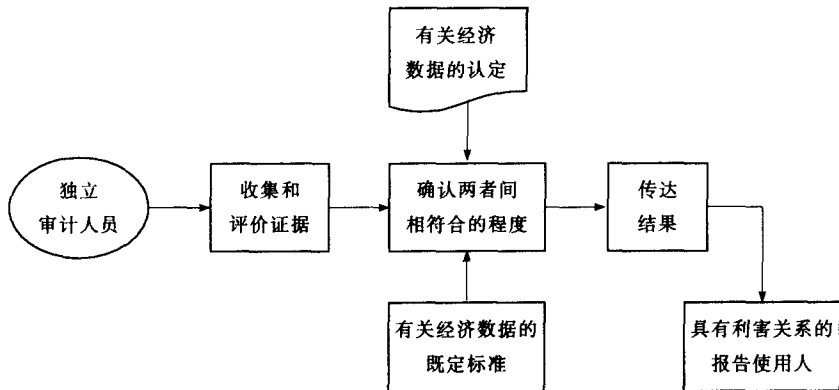 有关经济
数据的认定
独立
审计人员
收集和
评价证据
确认两者间
相符合的程度
传达
结果
有关经济数据的
既定标准
具有利害关系的
报告使用人